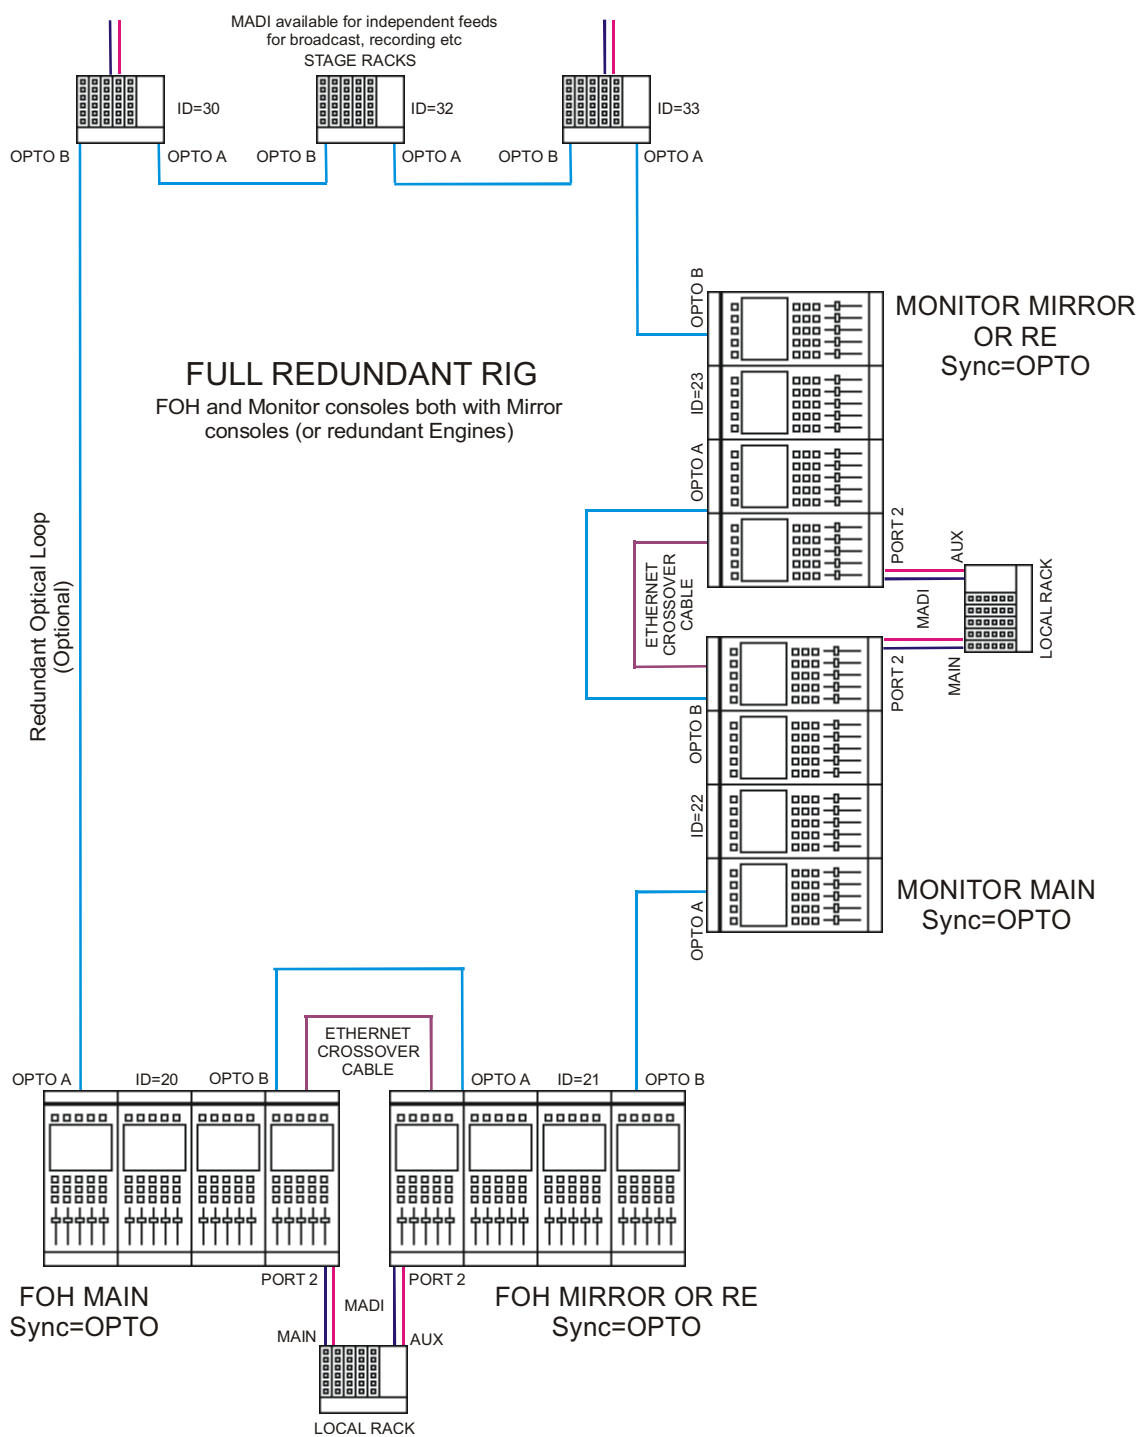 MADI available for independent feeds
for broadcast, recording etc
STAGE RACKS
ID=30
ID=32
ID=33
OPTO B
OPTO A
OPTO B
OPTO A
OPTO B
OPTO A
FULL REDUNDANT RIG
FOH and Monitor consoles both with Mirror
consoles (or redundant Engines)
OPTO B
ID=23
OPTO A
MONITOR MIRROR
OR RE
Sync=OPTO
Redundant Optical Loop
(Optional)
ETHERNET
CROSSOVER
CABLE
PORT 2
AUX
MADI
LOCAL RACK
PORT 2
MAIN
OPTO B
ID=22
OPTO A
MONITOR MAIN
Sync=OPTO
ETHERNET
CROSSOVER
CABLE
OPTO A
ID=20
OPTO B
OPTO A
ID=21
OPTO B
FOH MAIN
Sync=OPTO
PORT 2
PORT 2
MADI
MAIN
AUX
FOH MIRROR OR RE
Sync=OPTO
LOCAL RACK